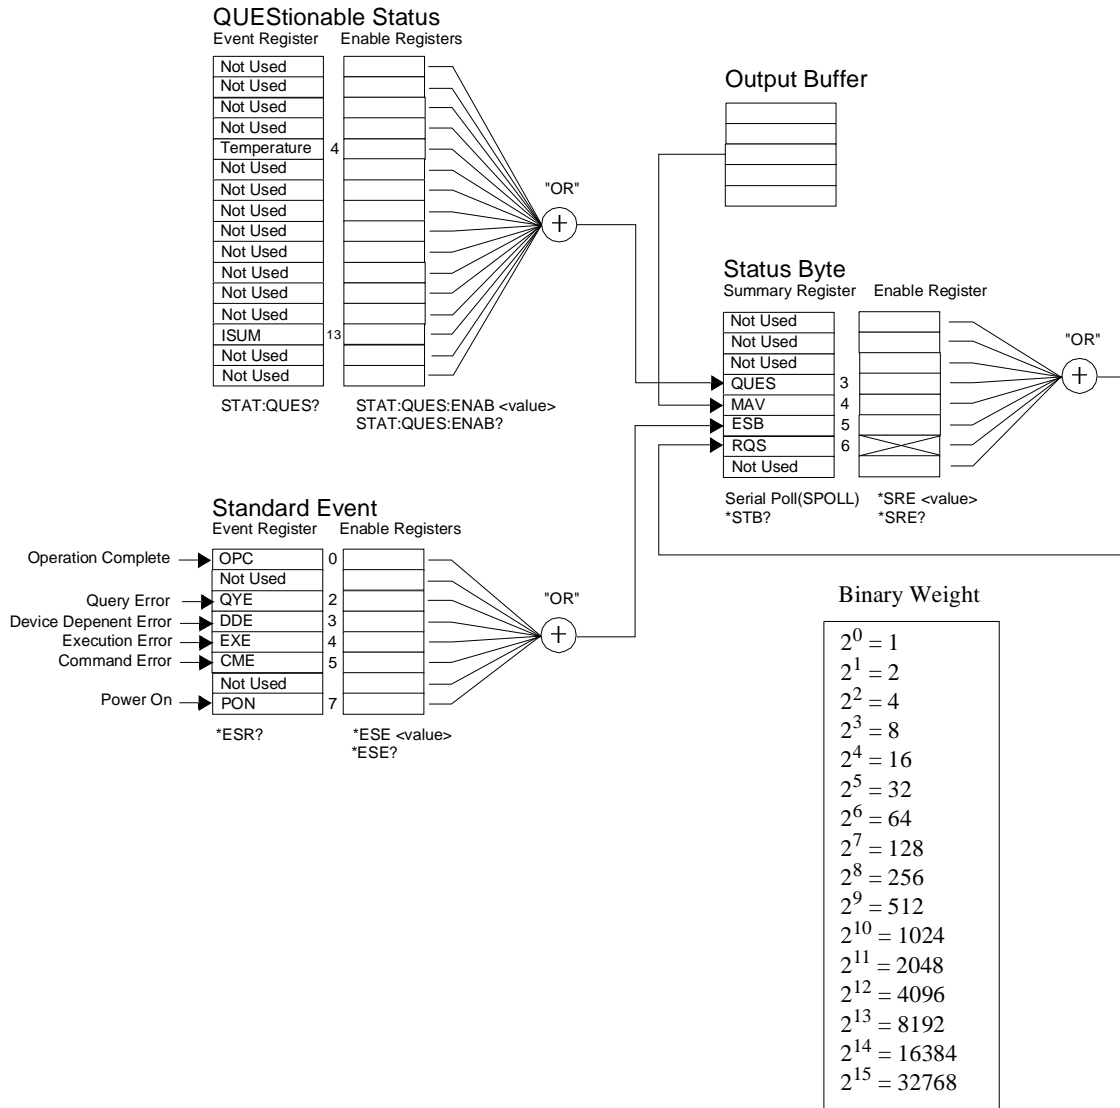 QUEStionable Status
Event Register Enable Registers
Not Used
Not Used
Not Used
Not Used
Temperature 4
Not Used
Not Used
Not Used
Not Used
Not Used
Not Used
Not Used
Not Used
ISUM 13
Not Used
Not Used
STAT:QUES? STAT:QUES:ENAB <value>
STAT:QUES:ENAB?
"OR"
+
Output Buffer
Status Byte
Summary Register Enable Register
Not Used
Not Used
Not Used
QUES 3
MAV 4
ESB 5
RQS 6
Not Used
Serial Poll(SPOLL) *SRE <value>
*STB? *SRE?
"OR"
+
Standard Event
Event Register Enable Registers
Operation Complete OPC 0
Not Used
Query Error QYE 2
Device Depenent Error DDE 3
Execution Error EXE 4
Command Error CME 5
Not Used
Power On PON 7
*ESR? *ESE <value>
*ESE?
"OR"
+
Binary Weight
2^0 = 1
2^1 = 2
2^2 = 4
2^3 = 8
2^4 = 16
2^5 = 32
2^6 = 64
2^7 = 128
2^8 = 256
2^9 = 512
2^10 = 1024
2^11 = 2048
2^12 = 4096
2^13 = 8192
2^14 = 16384
2^15 = 32768